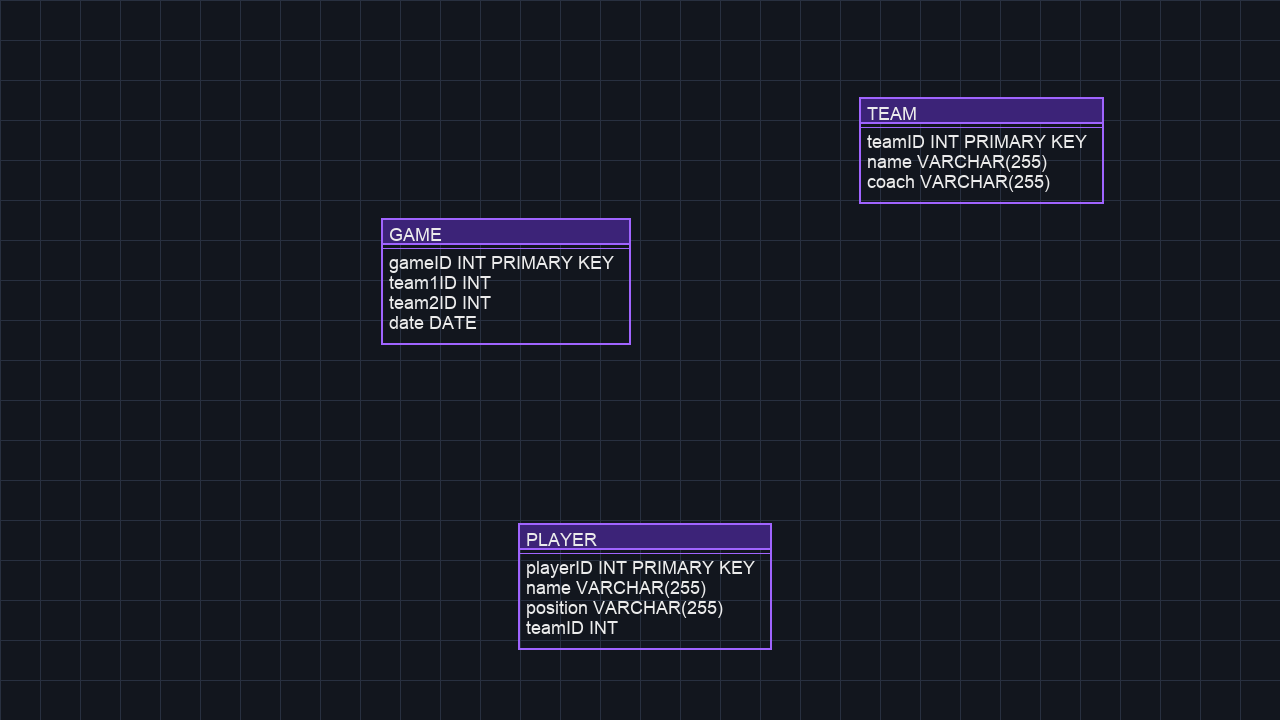 TEAM
teamID INT PRIMARY KEY
name VARCHAR(255)
coach VARCHAR(255)
GAME
gameID INT PRIMARY KEY
team1ID INT
team2ID INT
date DATE
PLAYER
playerID INT PRIMARY KEY
name VARCHAR(255)
position VARCHAR(255)
teamID INT